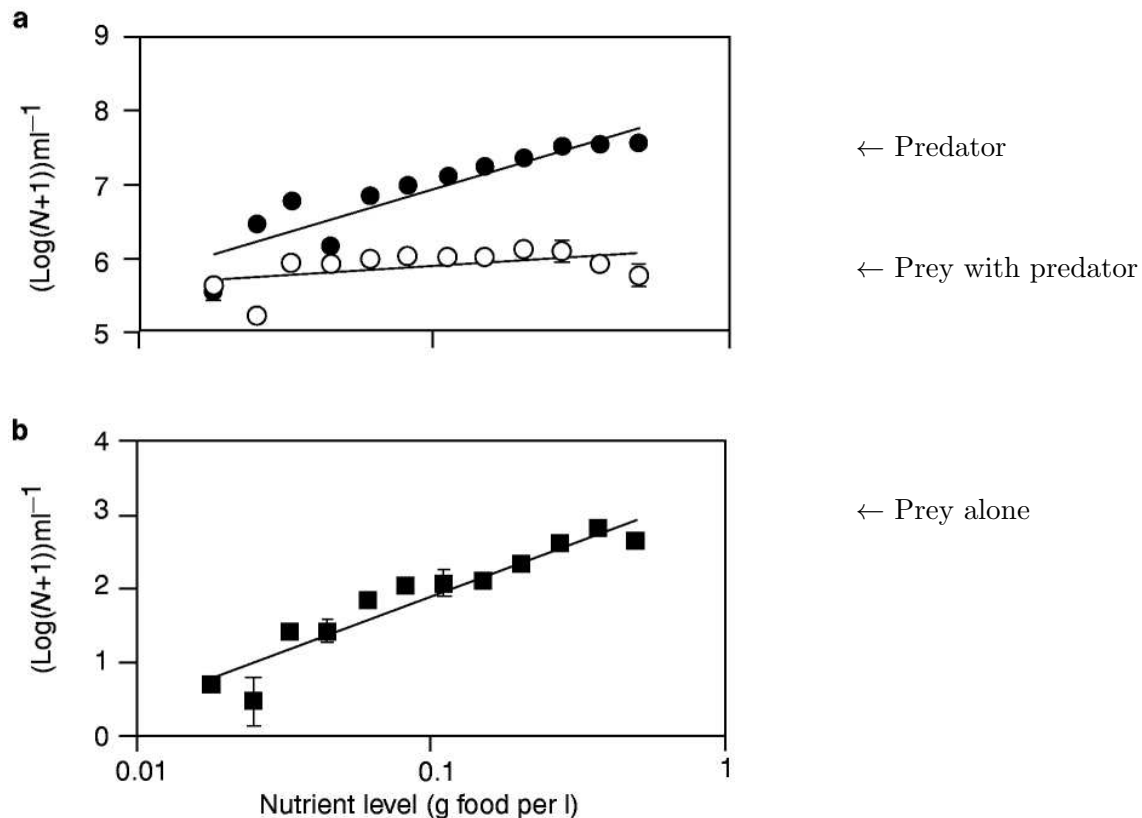 a
9
8
7
6
5
(Log(N+1))ml−1
← Predator
← Prey with predator
b
4
3
2
1
0
(Log(N+1))ml−1
← Prey alone
0.01
0.1
1
Nutrient level (g food per l)